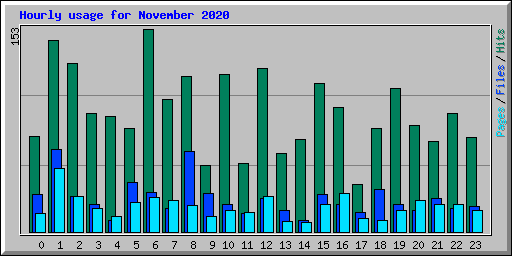 Hourly usage for November 2020
153
Pages/Files/Hits
0 1 2 3 4 5 6 7 8 9 10 11 12 13 14 15 16 17 18 19 20 21 22 23